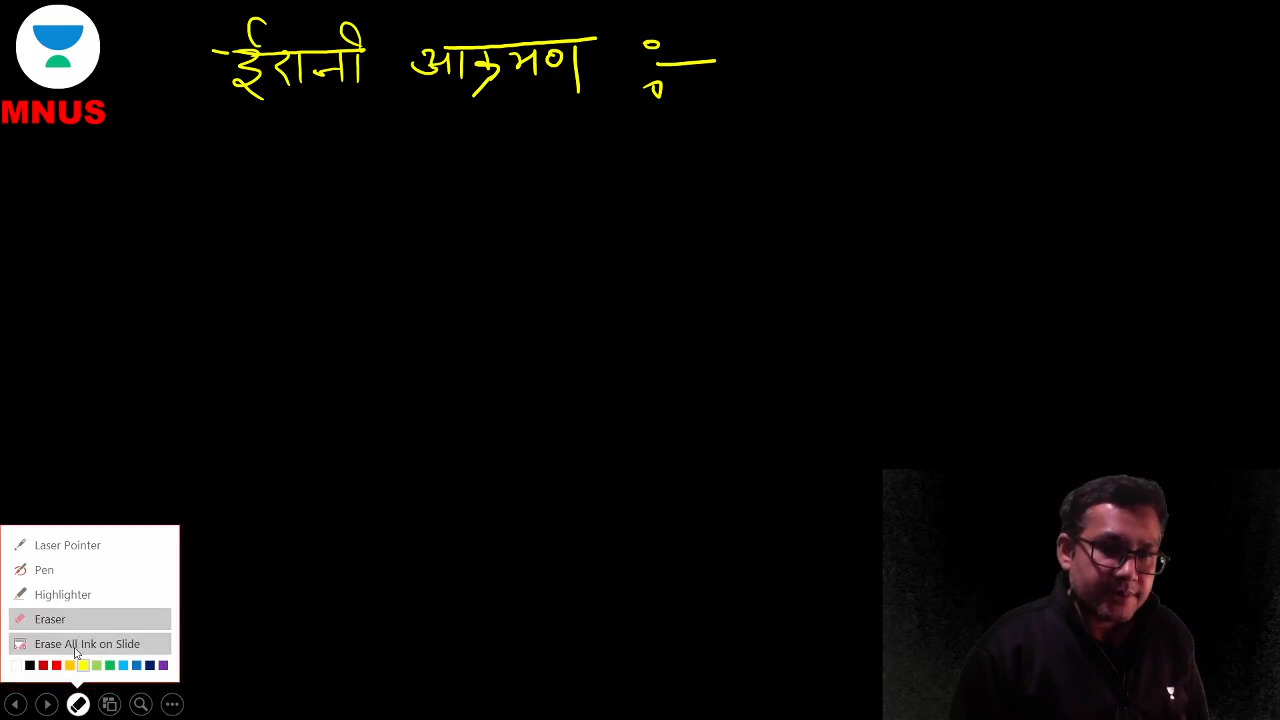 ईरानी आक्रमण :-
MNUS
Laser Pointer
Pen
Highlighter
Eraser
Erase All Ink on Slide